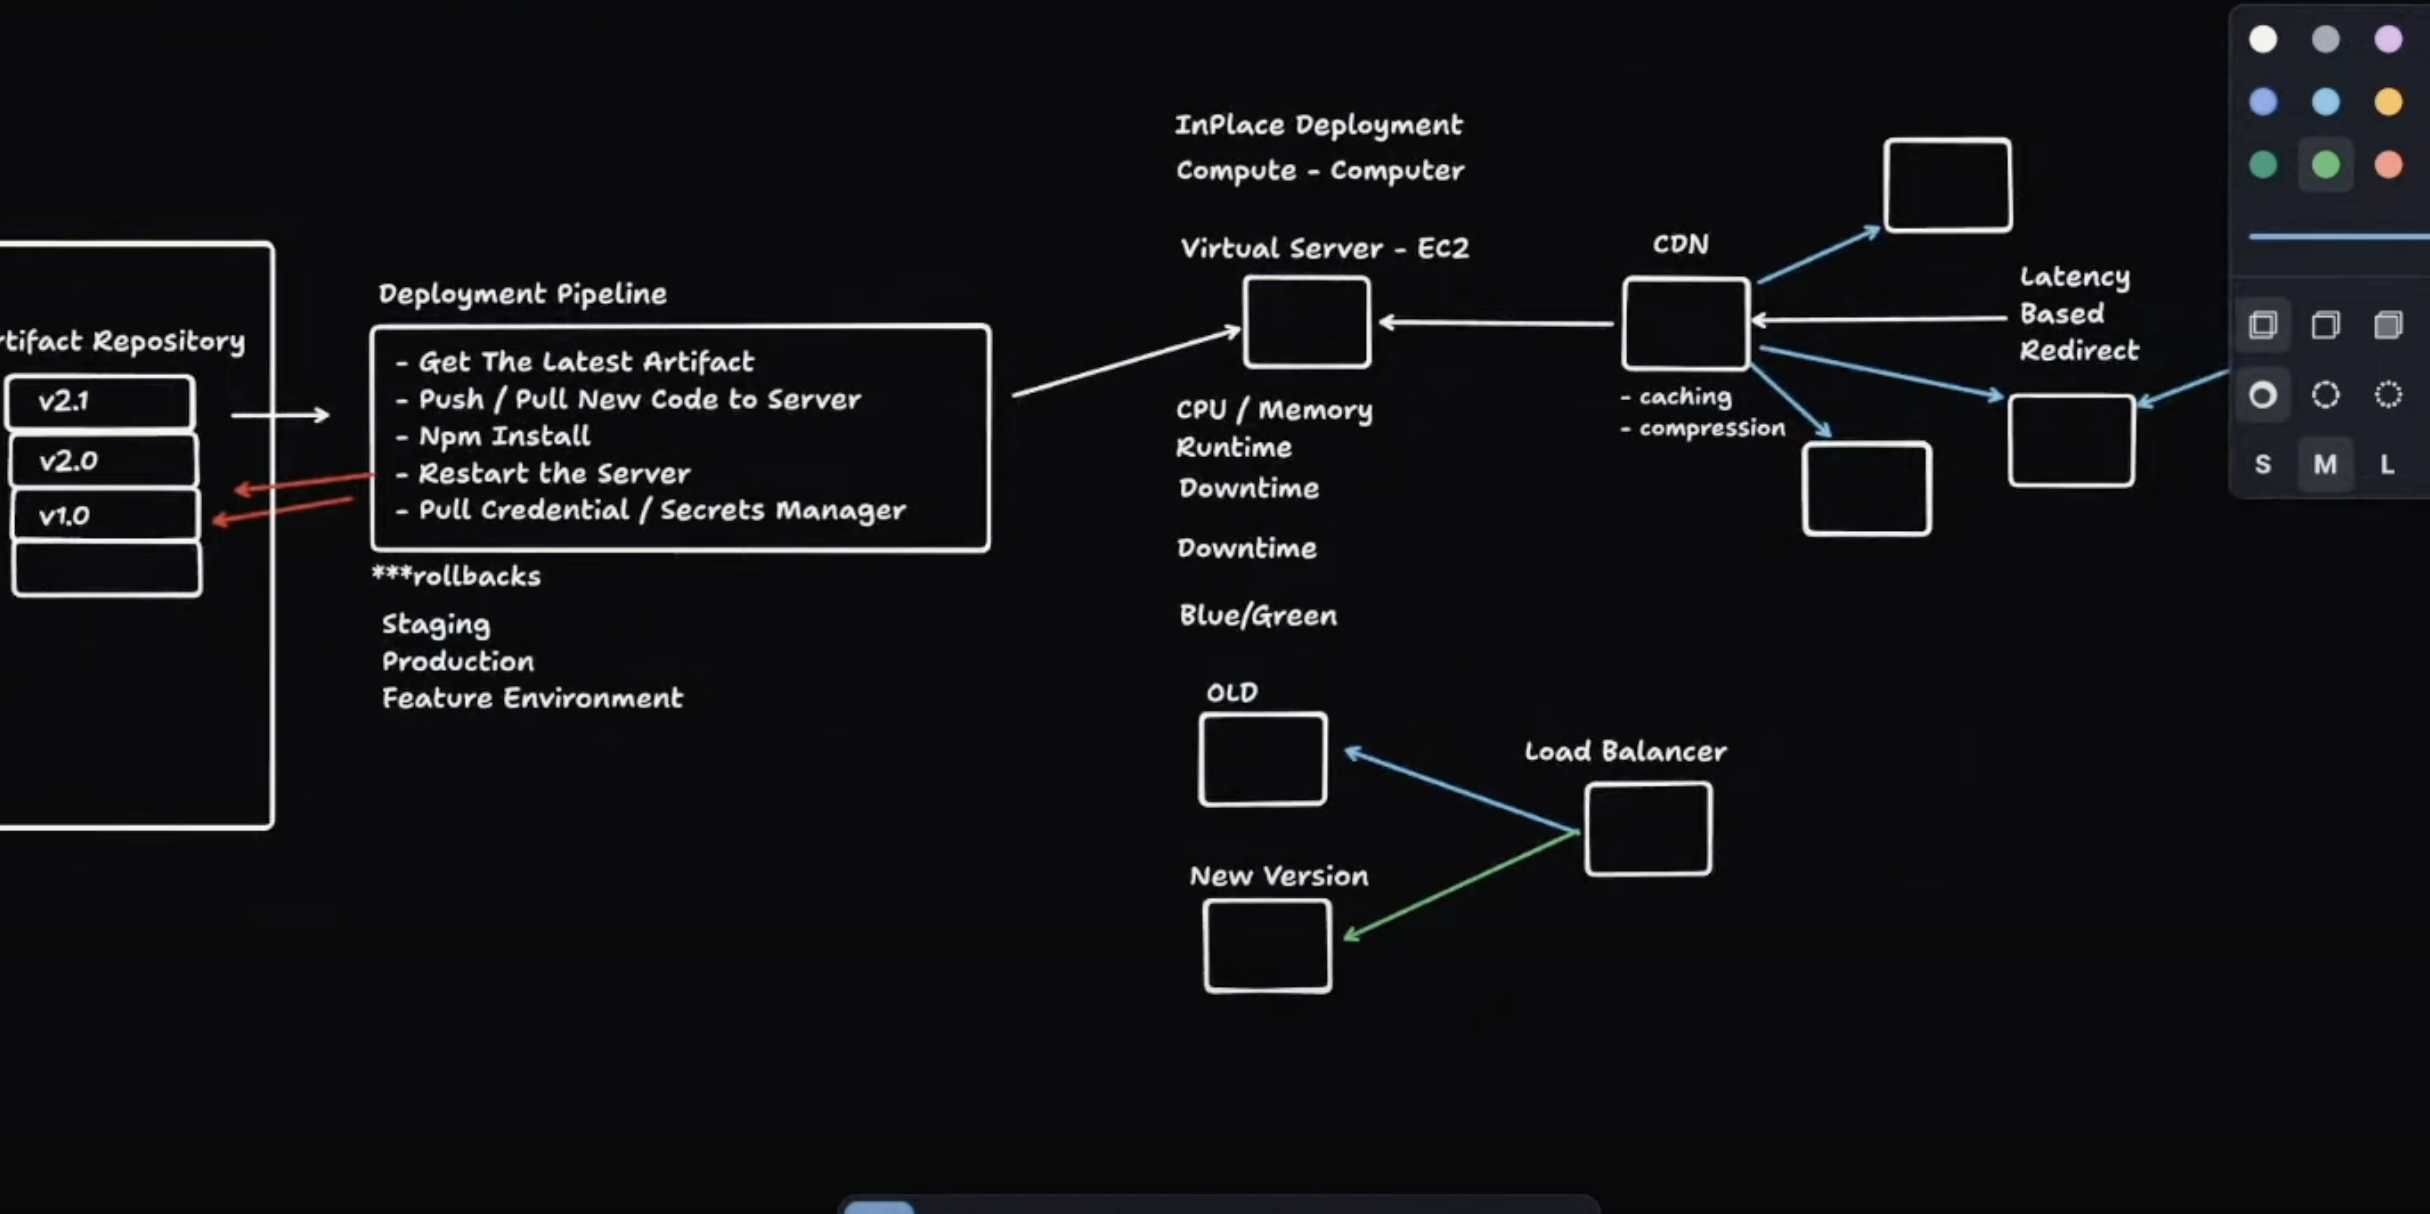 rtifact Repository
v2.1
v2.0
v1.0
Deployment Pipeline
- Get The Latest Artifact
- Push / Pull New Code to Server
- Npm Install
- Restart the Server
- Pull Credential / Secrets Manager
***rollbacks
Staging
Production
Feature Environment
InPlace Deployment
Compute - Computer
Virtual Server - EC2
CPU / Memory
Runtime
Downtime
Downtime
Blue/Green
OLD
New Version
Load Balancer
CDN
- caching
- compression
Latency
Based
Redirect
S M L